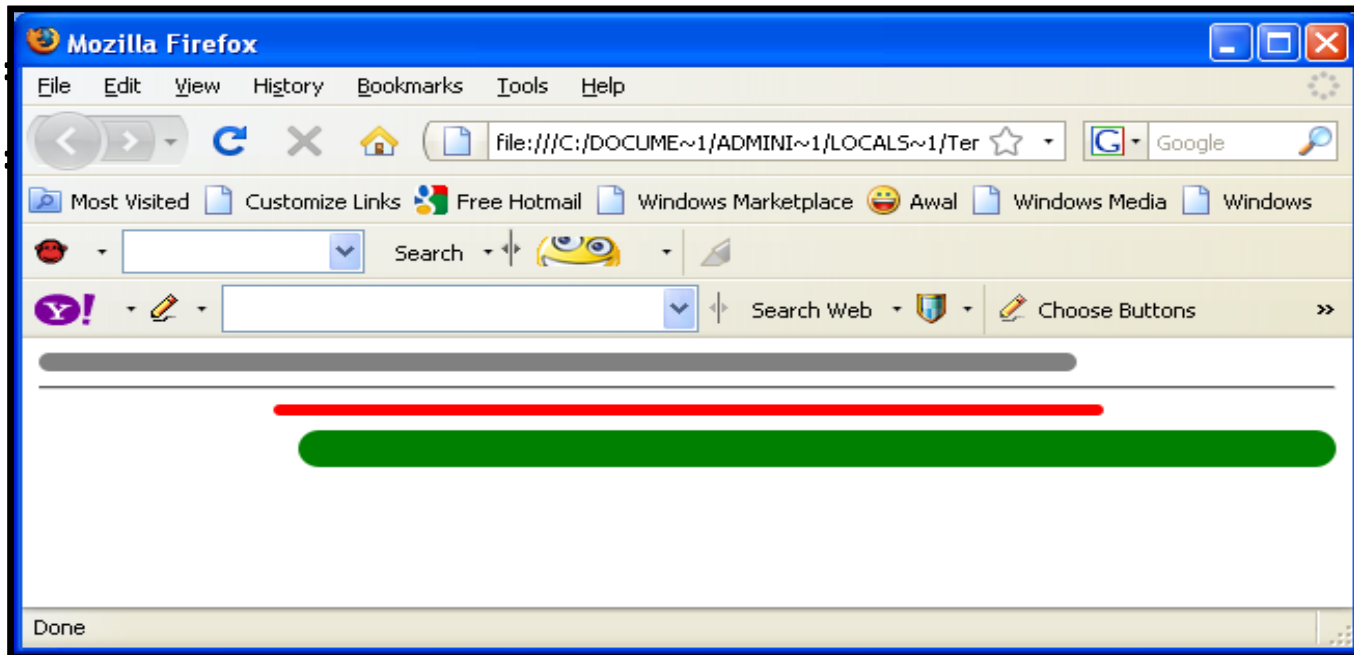 Mozilla Firefox
File Edit View History Bookmarks Tools Help
file:///C:/DOCUME~1/ADMINI~1/LOCALS~1/Ter G Google
Most Visited Customize Links Free Hotmail Windows Marketplace Awal Windows Media Windows
Search
Y! Search Web Choose Buttons »
Done